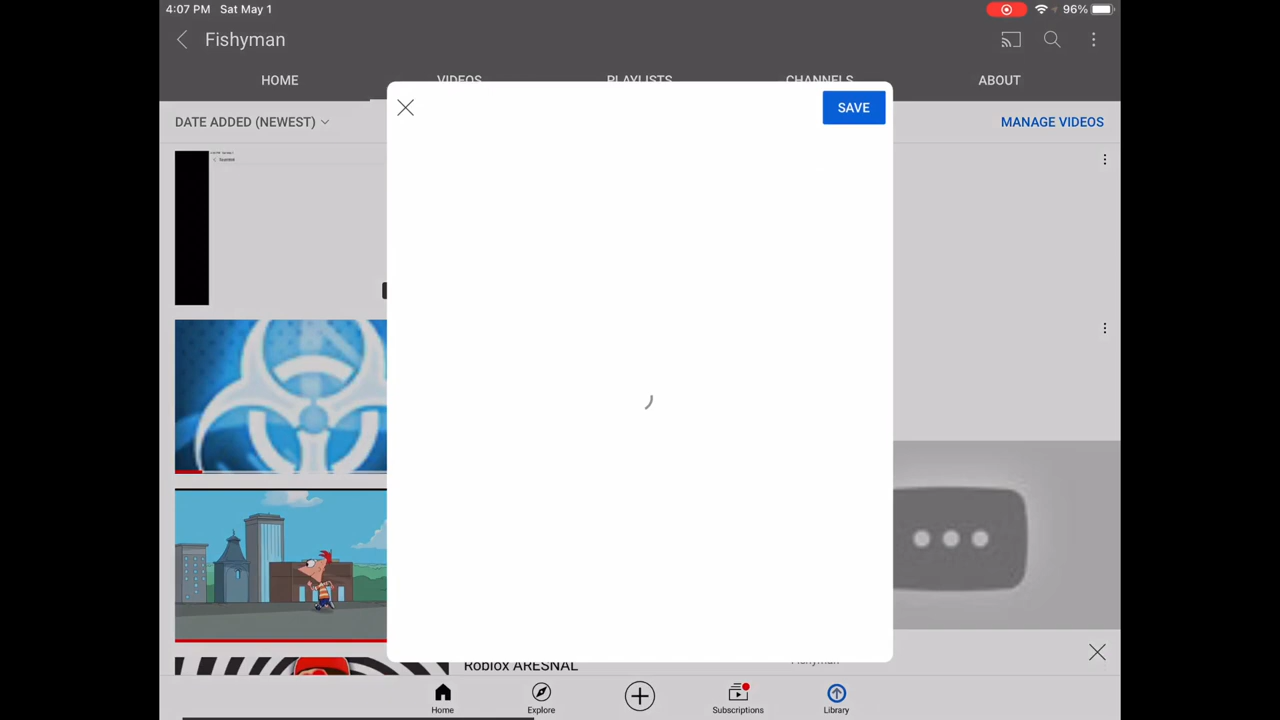 4:07 PM Sat May 1
96%
Fishyman
HOME
VIDEOS
PLAYLISTS
CHANNELS
ABOUT
SAVE
DATE ADDED (NEWEST)
MANAGE VIDEOS
Roblox ARESNAL
Fishyman
Home
Explore
Subscriptions
Library